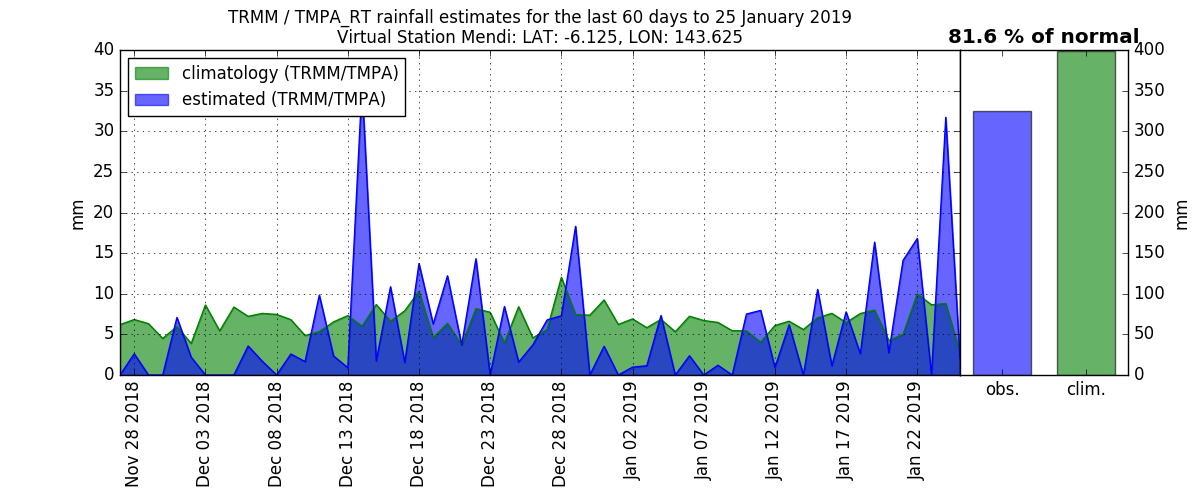 TRMM / TMPA_RT rainfall estimates for the last 60 days to 25 January 2019
Virtual Station Mendi: LAT: -6.125, LON: 143.625
81.6 % of normal
climatology (TRMM/TMPA)
estimated (TRMM/TMPA)
40
35
30
25
20
15
10
5
0
mm
Nov 28 2018
Dec 03 2018
Dec 08 2018
Dec 13 2018
Dec 18 2018
Dec 23 2018
Dec 28 2018
Jan 02 2019
Jan 07 2019
Jan 12 2019
Jan 17 2019
Jan 22 2019
obs.
clim.
400
350
300
250
200
150
100
50
0
mm